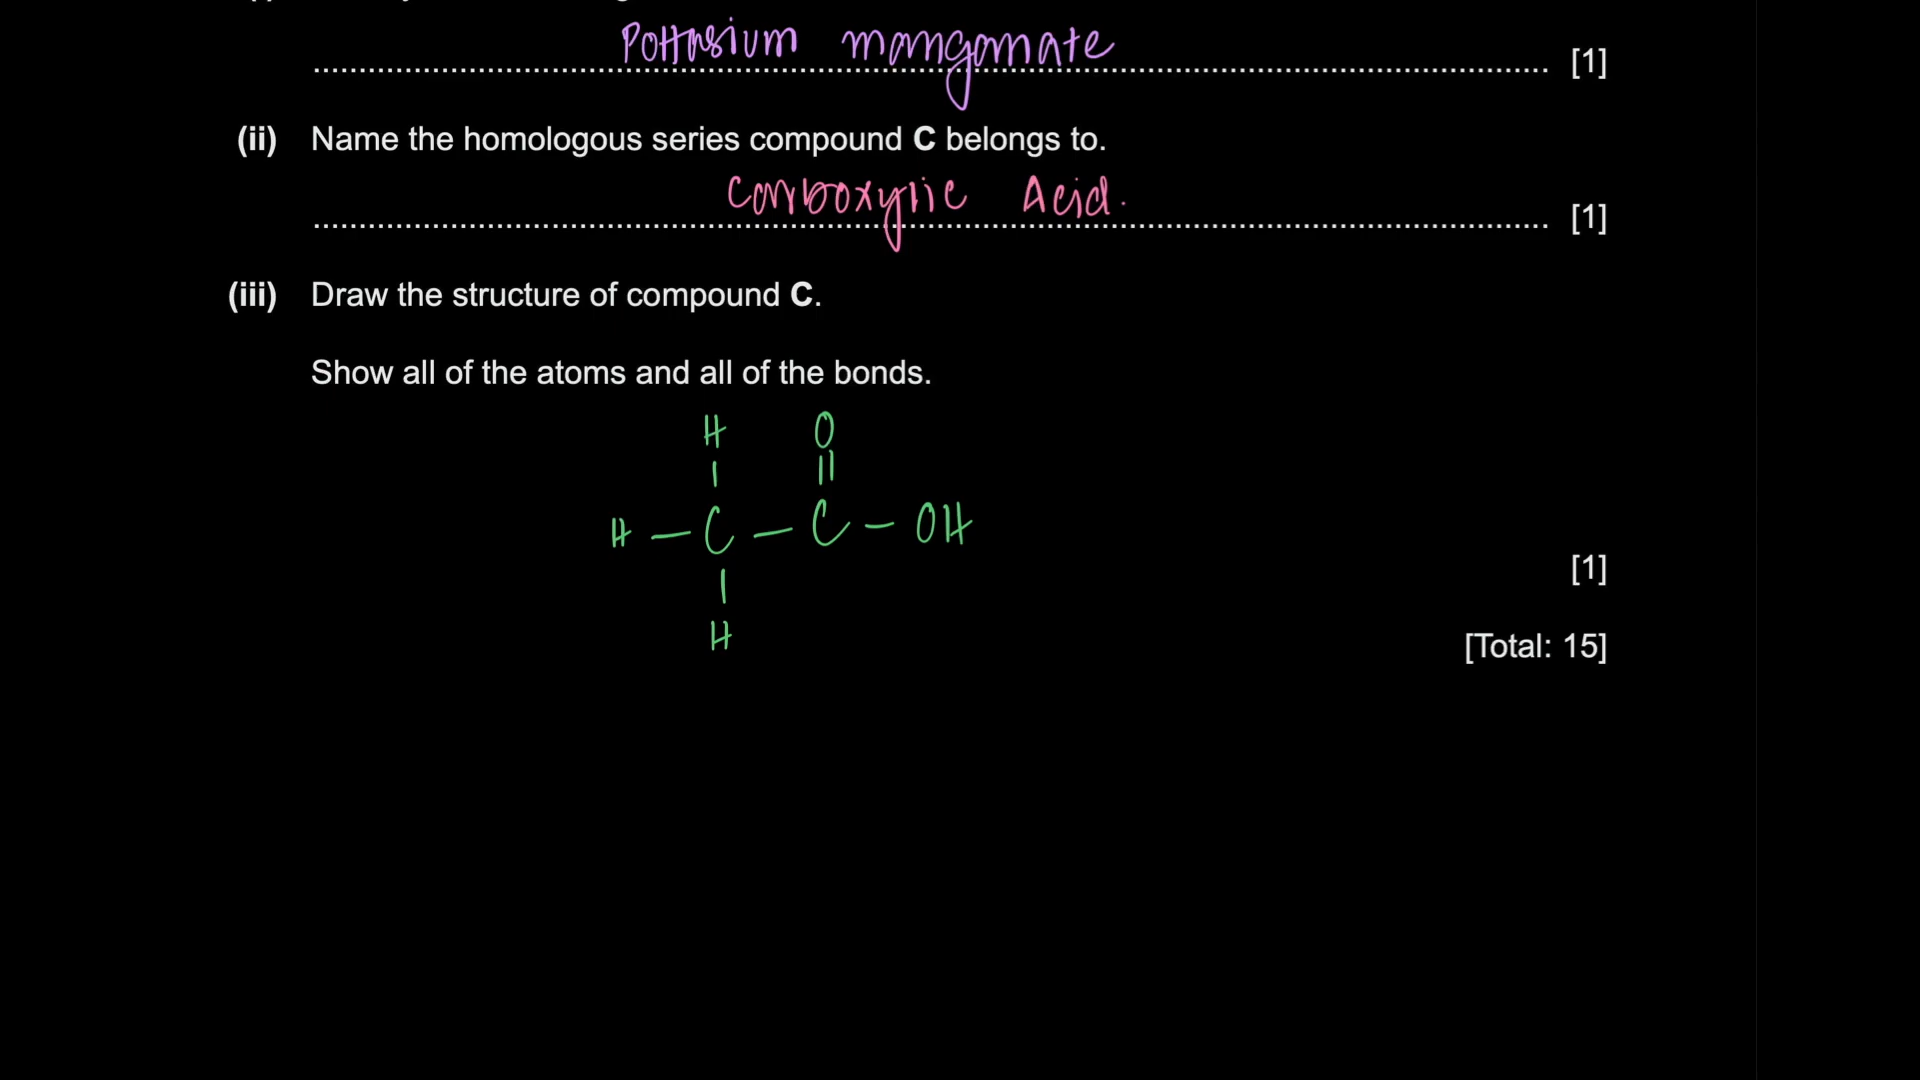 Pottasium manganate
[1]
(ii) Name the homologous series compound C belongs to.
Carboxylic Acid.
[1]
(iii) Draw the structure of compound C.
Show all of the atoms and all of the bonds.
H O
H – C – C – OH
[1]
H
[Total: 15]